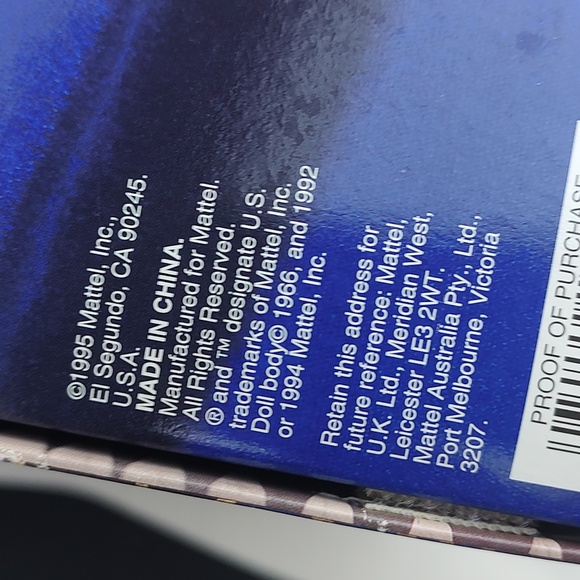 ©1995 Mattel, Inc.,
El Segundo, CA 90245.
U.S.A.
MADE IN CHINA.
Manufactured for Mattel.
All Rights Reserved.
® and ™ designate U.S.
trademarks of Mattel, Inc.
Doll body© 1966, and 1992
or 1994 Mattel, Inc.
Retain this address for
future reference: Mattel,
U.K. Ltd., Meridian West,
Leicester LE3 2WT.
Mattel Australia Pty., Ltd.,
Port Melbourne, Victoria
3207.
PROOF OF PURCHASE